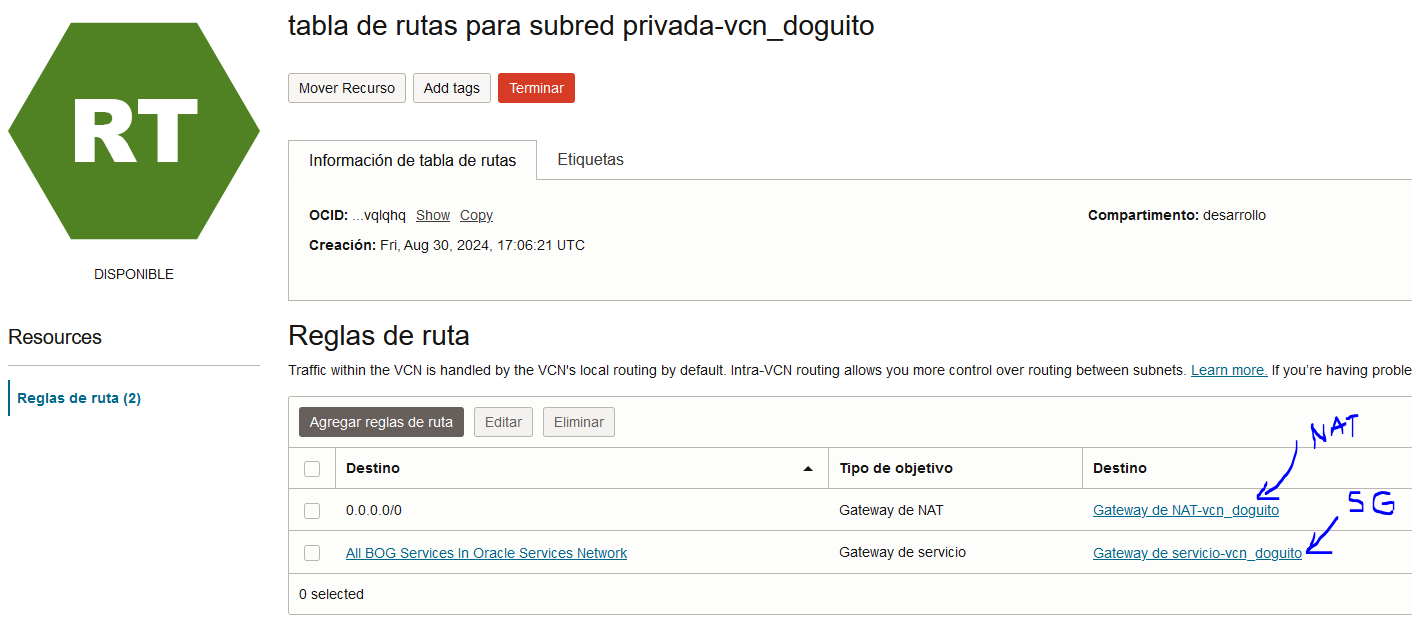 RT
DISPONIBLE
Resources
Reglas de ruta (2)
tabla de rutas para subred privada-vcn_doguito
Mover Recurso Add tags Terminar
Información de tabla de rutas Etiquetas
OCID: ...vqlqhq Show Copy Compartimento: desarrollo
Creación: Fri, Aug 30, 2024, 17:06:21 UTC
Reglas de ruta
Traffic within the VCN is handled by the VCN's local routing by default. Intra-VCN routing allows you more control over routing between subnets. Learn more. If you're having proble
Agregar reglas de ruta Editar Eliminar
NAT
Destino Tipo de objetivo Destino
SG
0.0.0.0/0 Gateway de NAT Gateway de NAT-vcn_doguito
All BOG Services In Oracle Services Network Gateway de servicio Gateway de servicio-vcn_doguito
0 selected